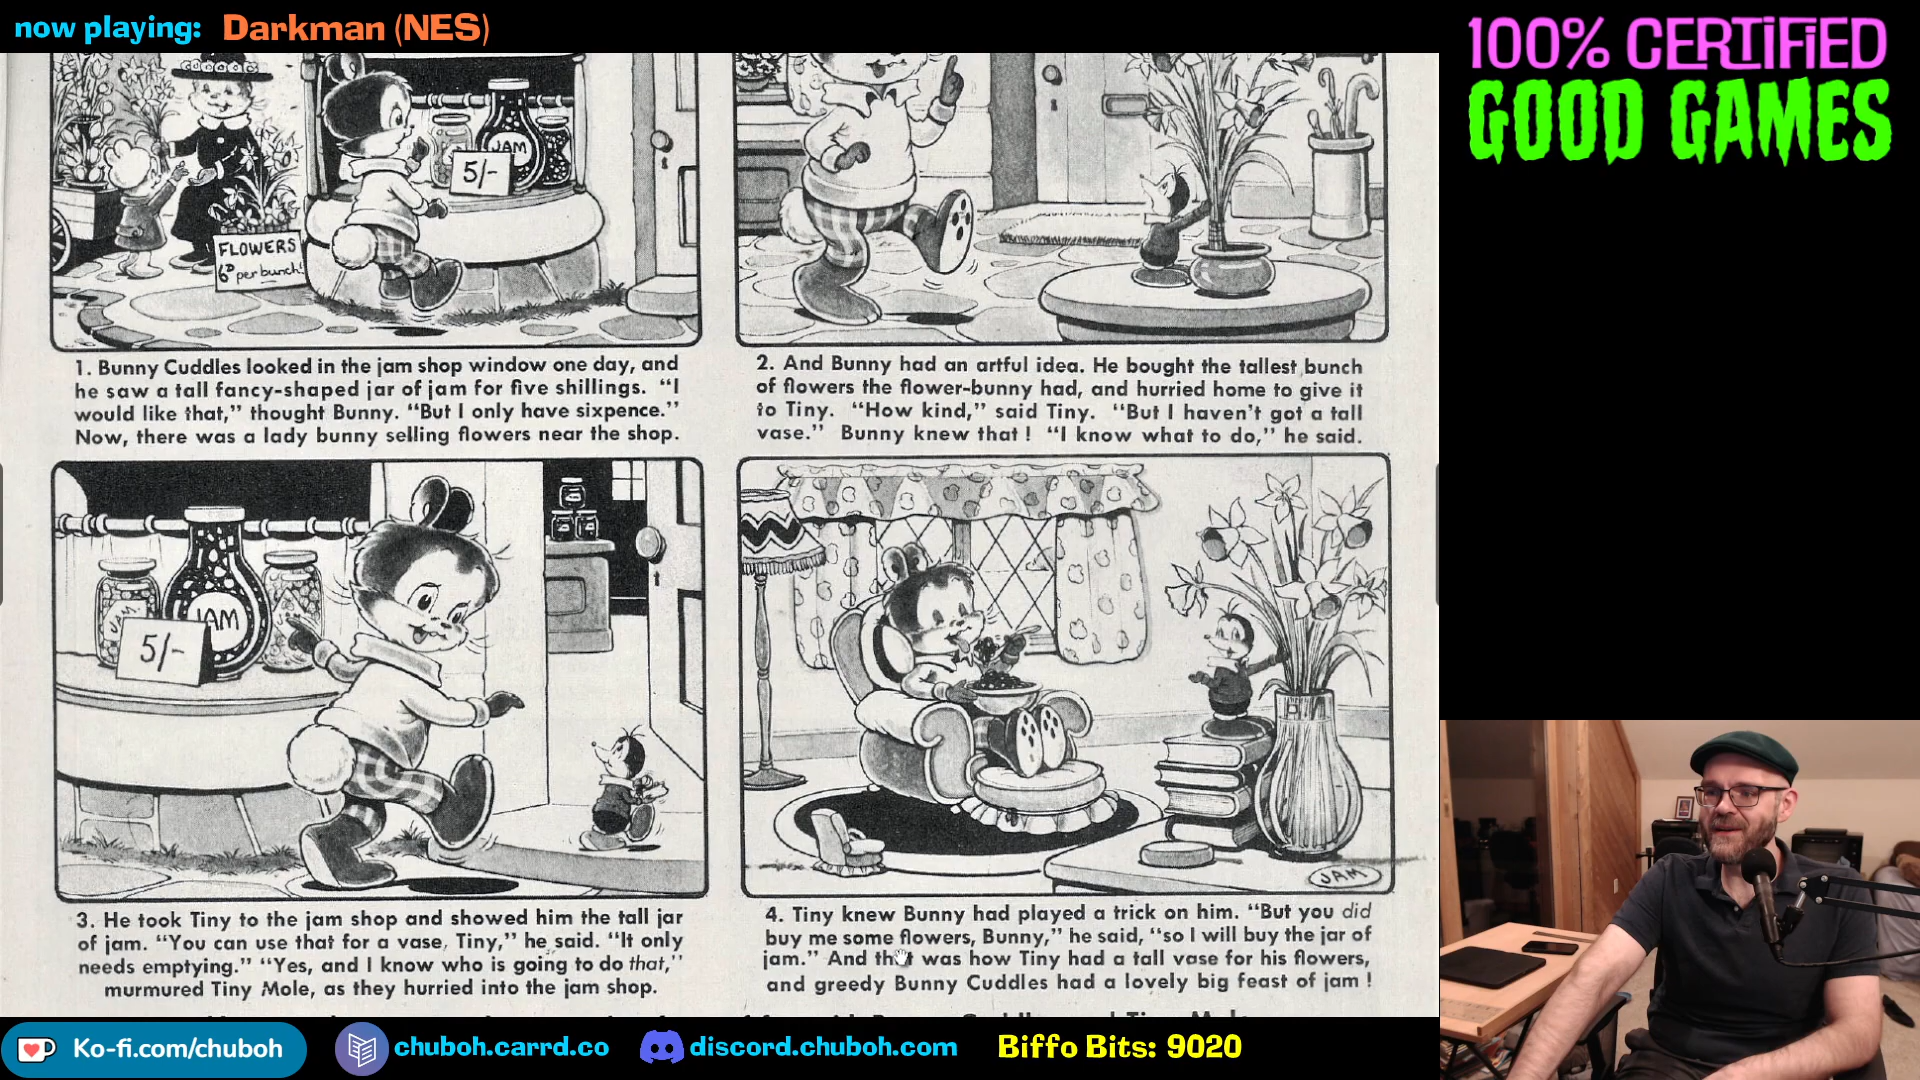 now playing: Darkman (NES)
100% CERTIFIED
GOOD GAMES
JAM
5/-
FLOWERS
6ᴰ per bunch!
1. Bunny Cuddles looked in the jam shop window one day, and
he saw a tall fancy-shaped jar of jam for five shillings. “I
would like that,” thought Bunny. “But I only have sixpence.”
Now, there was a lady bunny selling flowers near the shop.
2. And Bunny had an artful idea. He bought the tallest bunch
of flowers the flower-bunny had, and hurried home to give it
to Tiny. “How kind,” said Tiny. “But I haven't got a tall
vase.” Bunny knew that! “I know what to do,” he said.
JAM
5/-
JAM
3. He took Tiny to the jam shop and showed him the tall jar
of jam. “You can use that for a vase, Tiny,” he said. “It only
needs emptying.” “Yes, and I know who is going to do that,”
murmured Tiny Mole, as they hurried into the jam shop.
4. Tiny knew Bunny had played a trick on him. “But you did
buy me some flowers, Bunny,” he said, “so I will buy the jar of
jam.” And that was how Tiny had a tall vase for his flowers,
and greedy Bunny Cuddles had a lovely big feast of jam!
Ko-fi.com/chuboh
chuboh.carrd.co
discord.chuboh.com
Biffo Bits: 9020